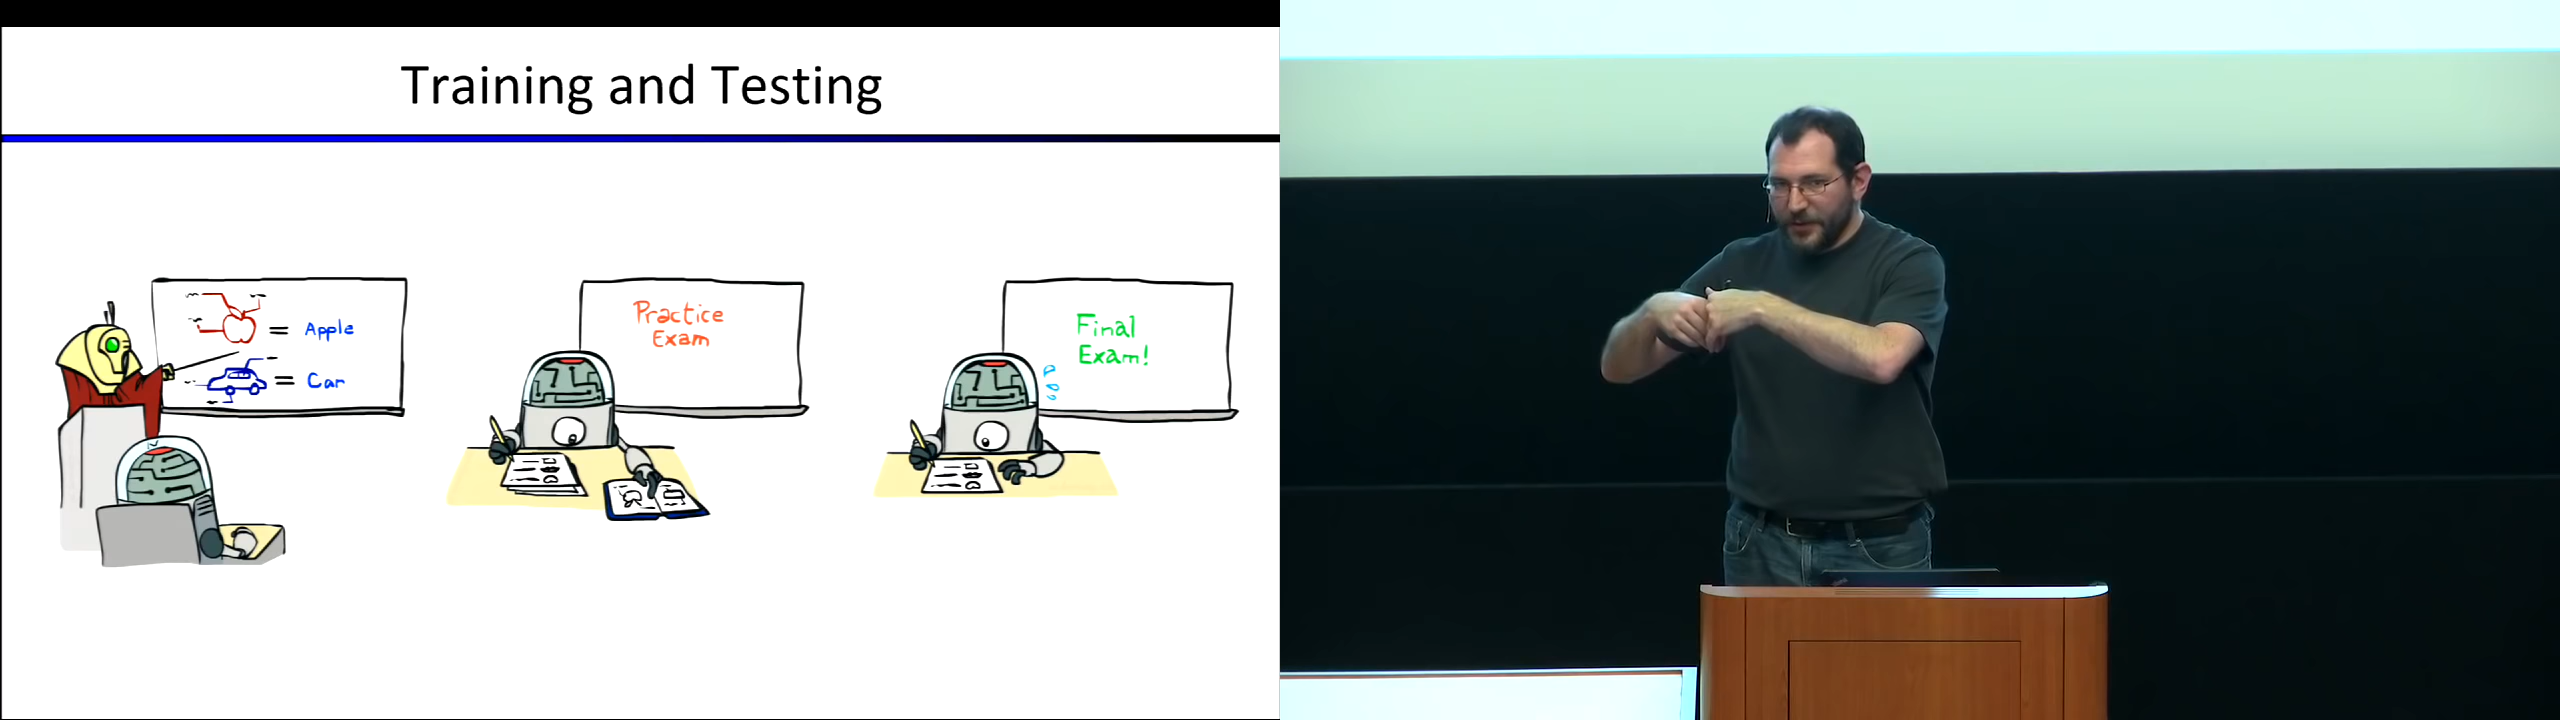 Training and Testing
= Apple
= Car
Practice
Exam
Final
Exam!